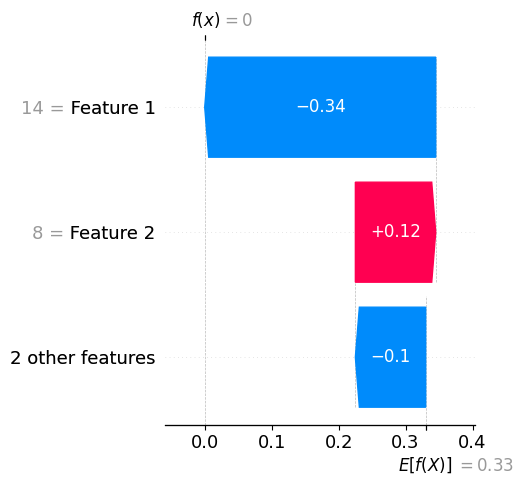 f(x) = 0
14 = Feature 1
−0.34
8 = Feature 2
+0.12
2 other features
−0.1
0.0 0.1 0.2 0.3 0.4
E[f(X)] = 0.33